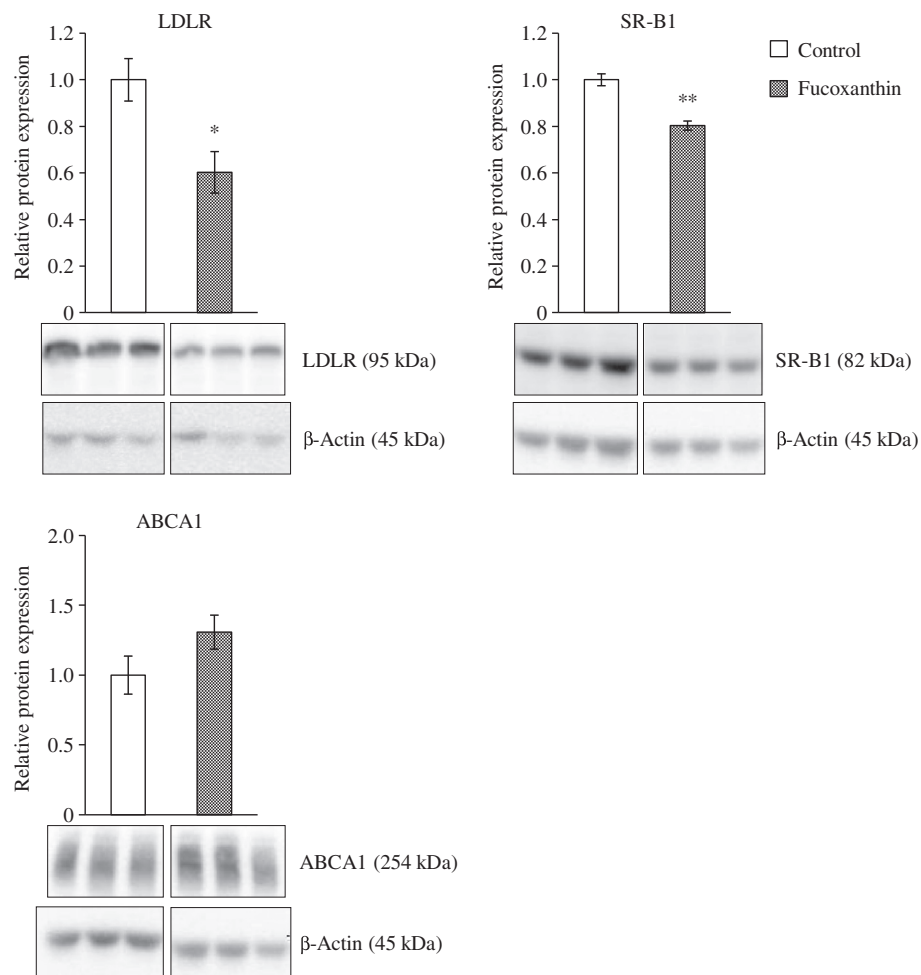 LDLR
1.2
1.0
0.8
0.6
0.4
0.2
0
Relative protein expression
*
LDLR (95 kDa)
β-Actin (45 kDa)
SR-B1
1.2
1.0
0.8
0.6
0.4
0.2
0
Relative protein expression
**
SR-B1 (82 kDa)
β-Actin (45 kDa)
Control
Fucoxanthin
ABCA1
2.0
1.5
1.0
0.5
0
Relative protein expression
ABCA1 (254 kDa)
β-Actin (45 kDa)